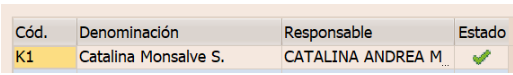 Cód. Denominación Responsable Estado
K1 Catalina Monsalve S. CATALINA ANDREA M...